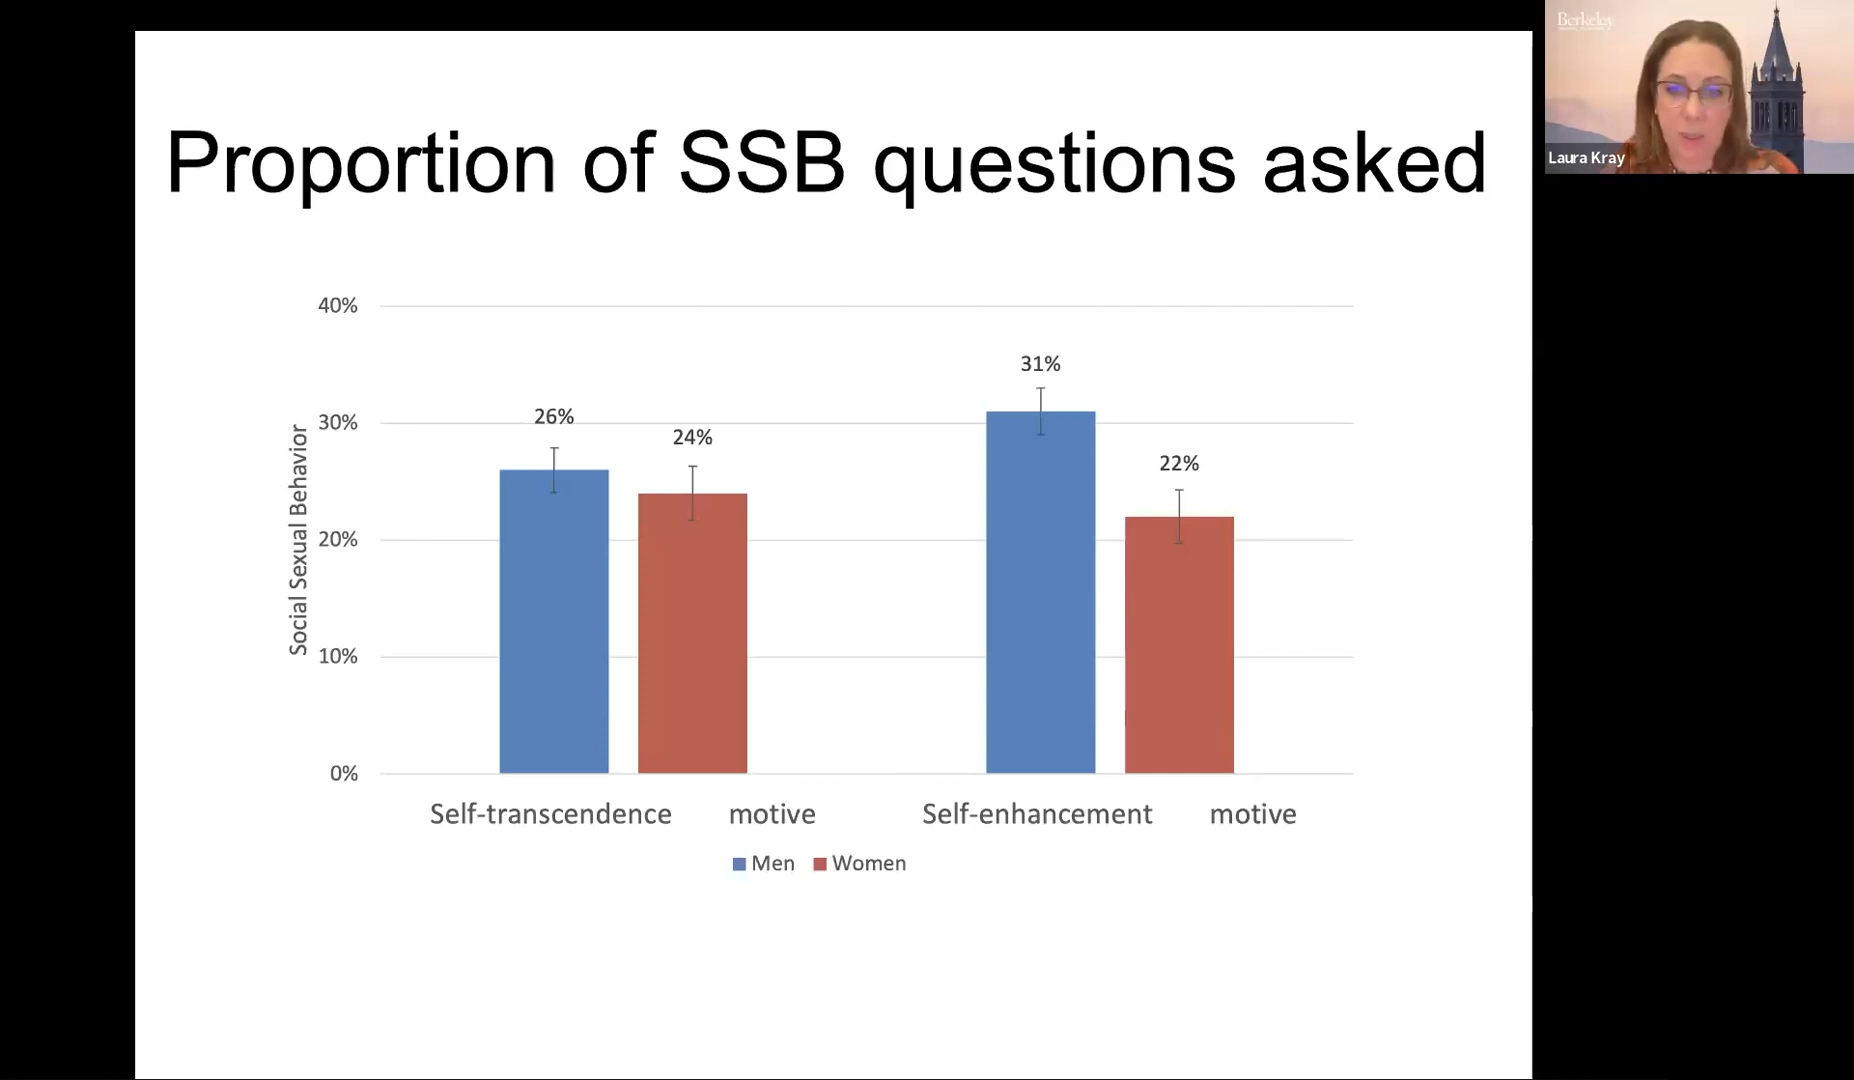 Proportion of SSB questions asked
Berkeley
Laura Kray
Social Sexual Behavior
40%
30%
20%
10%
0%
26%
24%
31%
22%
Self-transcendence motive
Self-enhancement motive
Men
Women